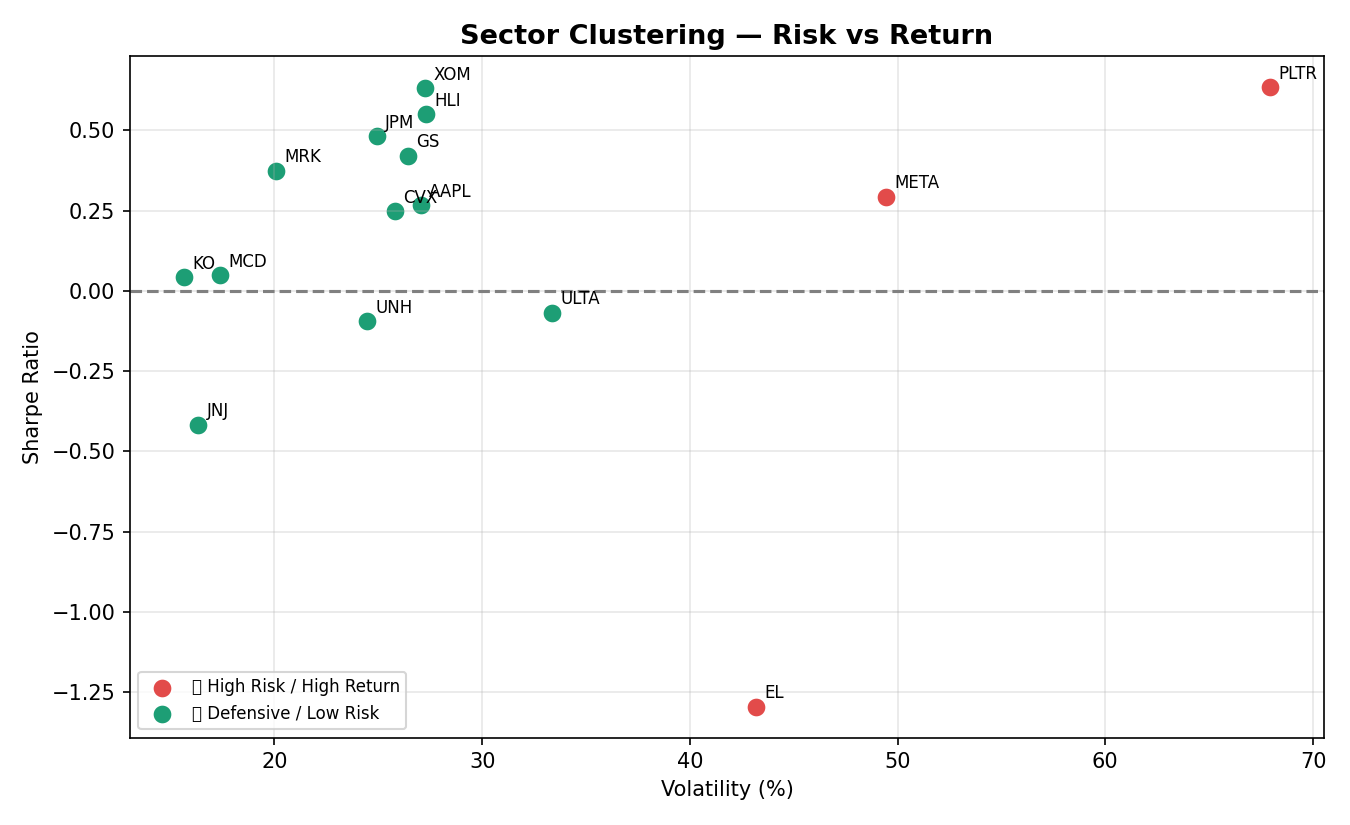 Sector Clustering — Risk vs Return
XOM
PLTR
HLI
JPM
GS
MRK
META
AAPL
CVX
MCD
KO
ULTA
UNH
JNJ
EL
0.50
0.25
0.00
−0.25
−0.50
−0.75
−1.00
−1.25
Sharpe Ratio
High Risk / High Return
Defensive / Low Risk
20
30
40
50
60
70
Volatility (%)